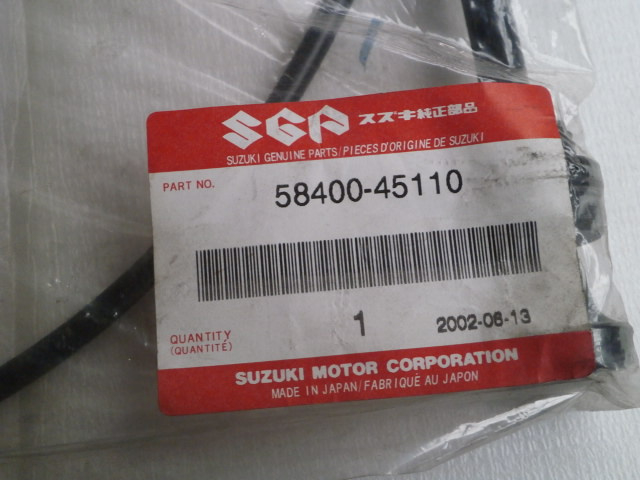 SGP スズキ純正部品
SUZUKI GENUINE PARTS/PIECES D'ORIGINE DE SUZUKI
PART NO. 58400-45110
QUANTITY 1 2002-06-13
(QUANTITÉ)
SUZUKI MOTOR CORPORATION
MADE IN JAPAN/FABRIQUÉ AU JAPON